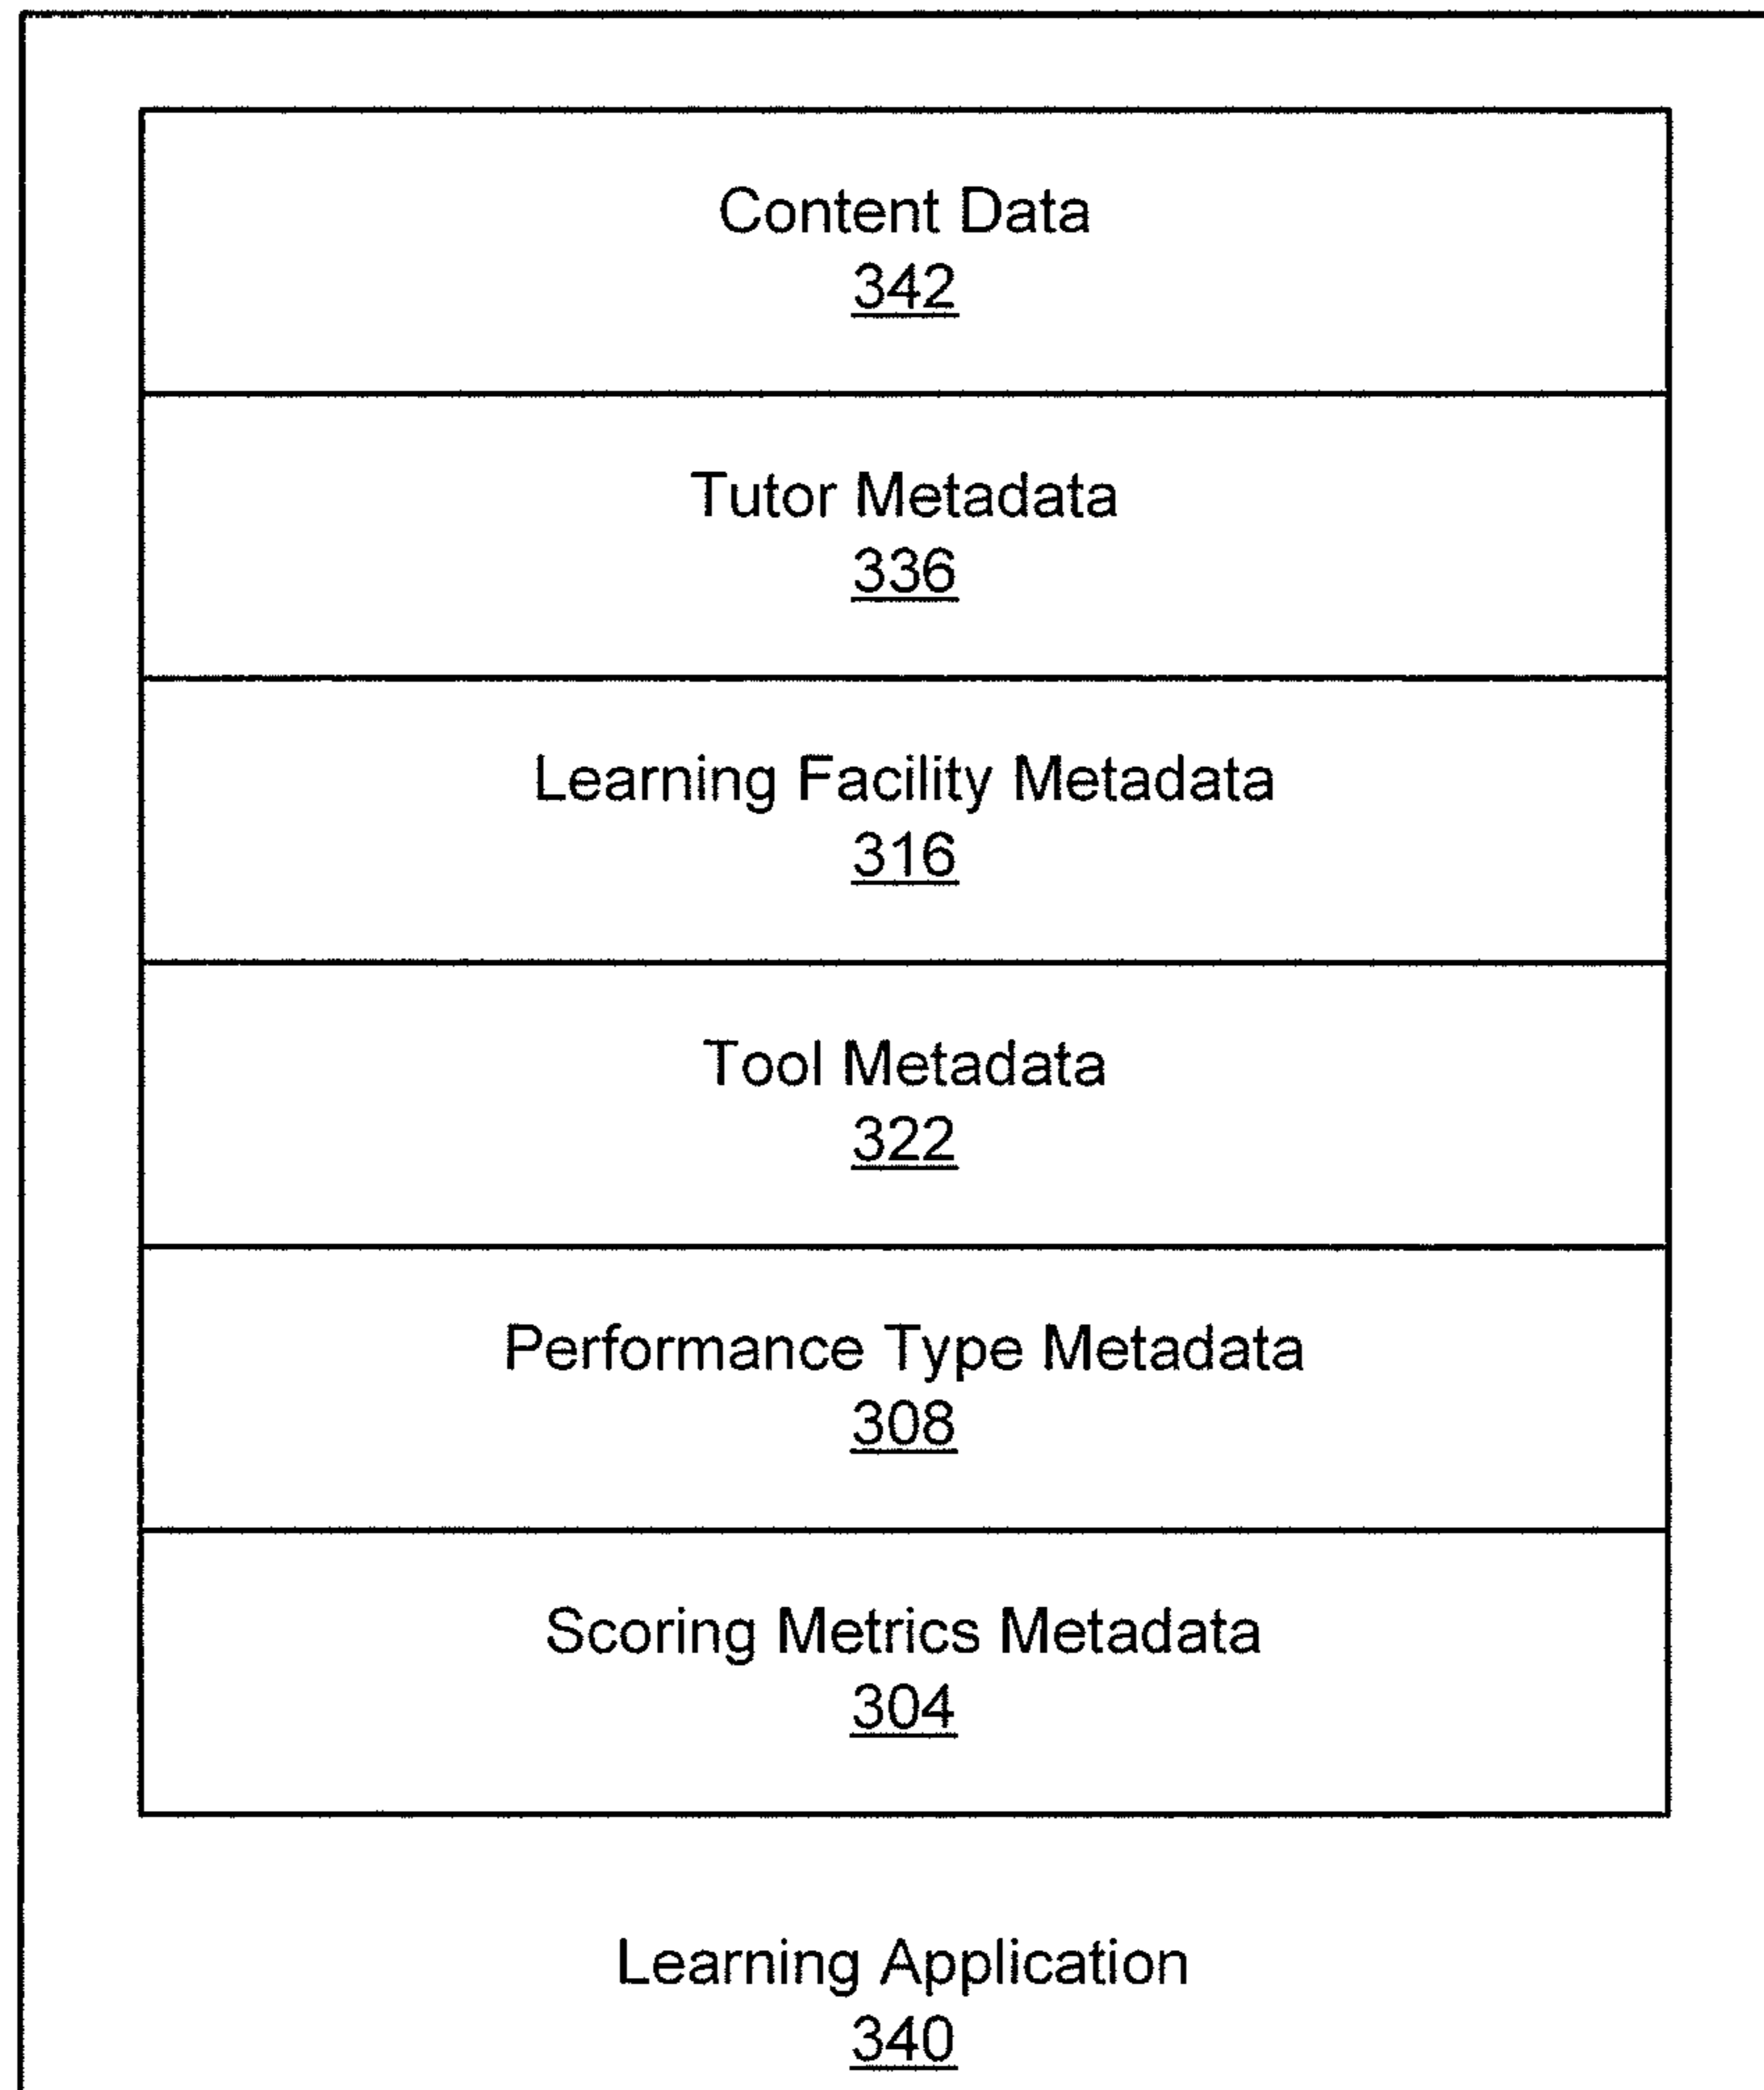 Content Data
342
Tutor Metadata
336
Learning Facility Metadata
316
Tool Metadata
322
Performance Type Metadata
308
Scoring Metrics Metadata
304
Learning Application
340